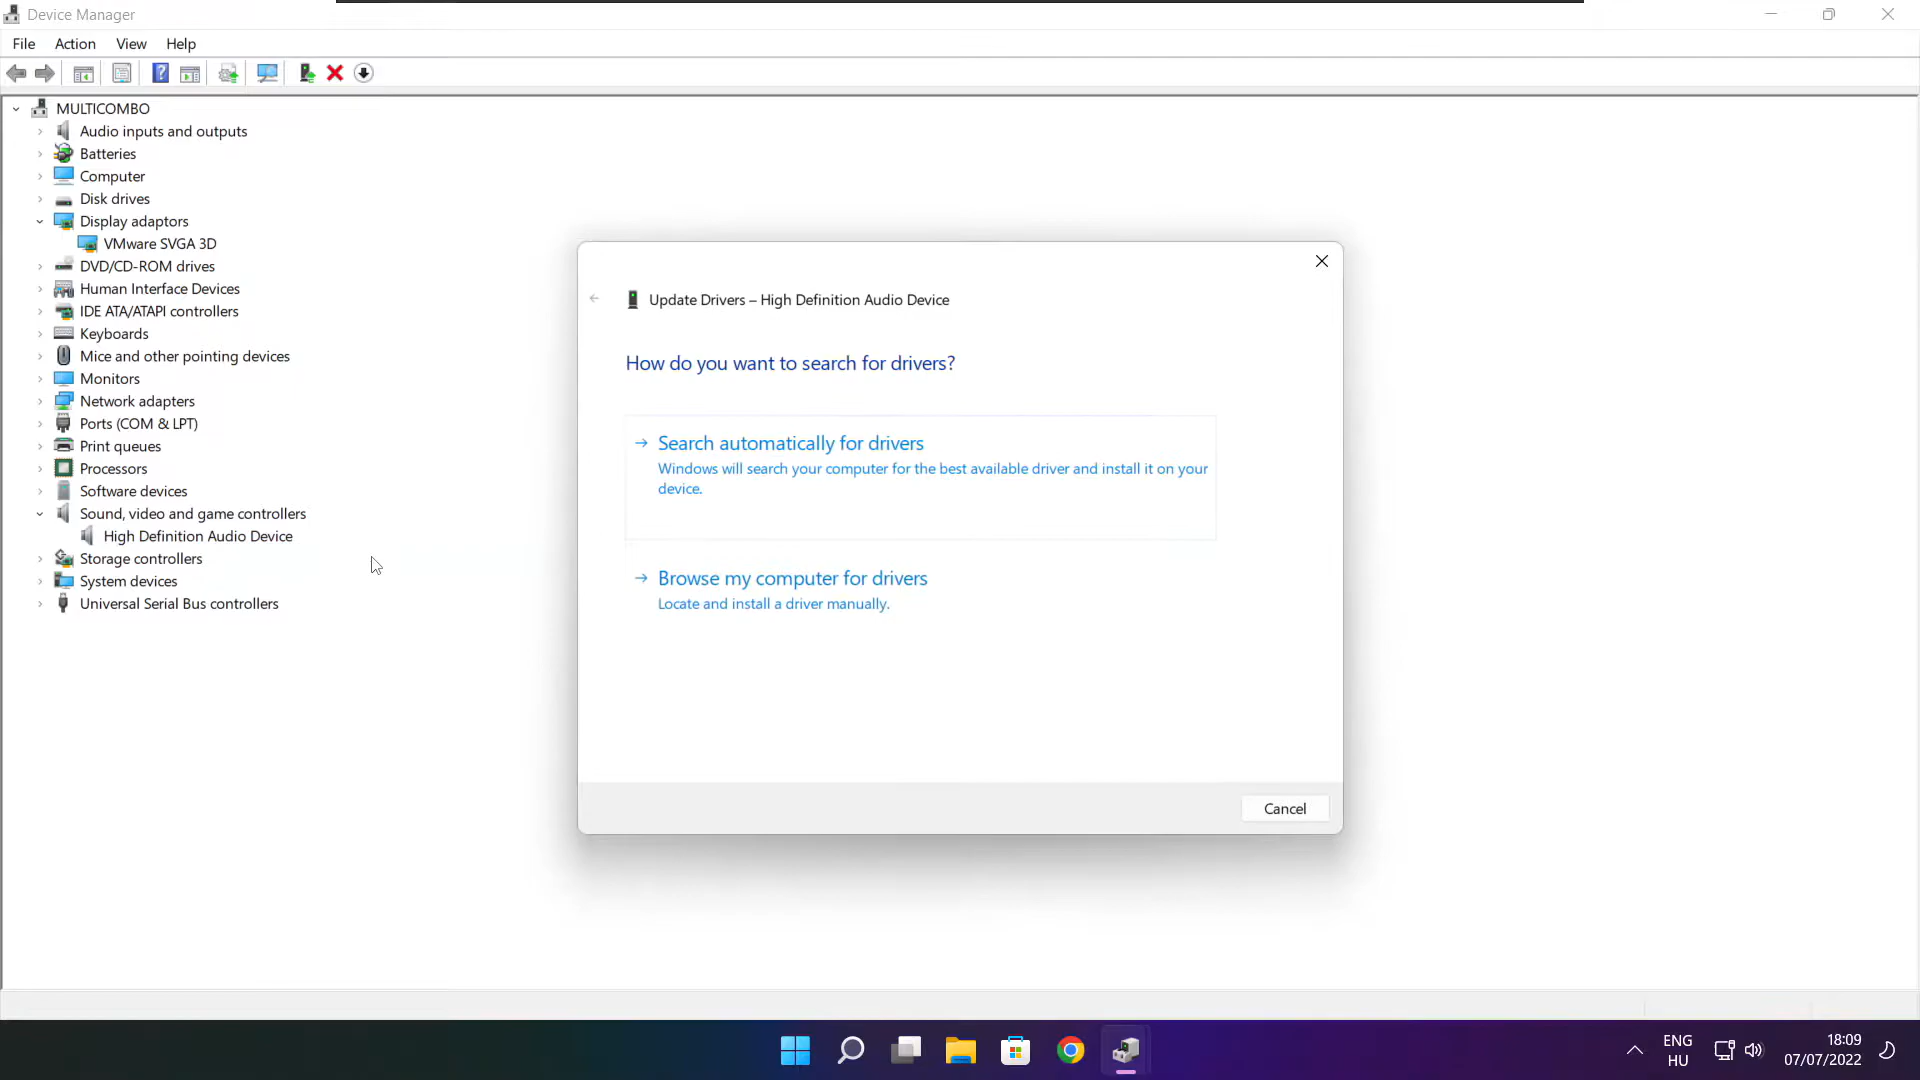 Device Manager
File Action View Help
MULTICOMBO
Audio inputs and outputs
Batteries
Computer
Disk drives
Display adaptors
VMware SVGA 3D
DVD/CD-ROM drives
Human Interface Devices
IDE ATA/ATAPI controllers
Keyboards
Mice and other pointing devices
Monitors
Network adapters
Ports (COM & LPT)
Print queues
Processors
Software devices
Sound, video and game controllers
High Definition Audio Device
Storage controllers
System devices
Universal Serial Bus controllers
Update Drivers – High Definition Audio Device
How do you want to search for drivers?
Search automatically for drivers
Windows will search your computer for the best available driver and install it on your
device.
Browse my computer for drivers
Locate and install a driver manually.
Cancel
ENG
HU
18:09
07/07/2022